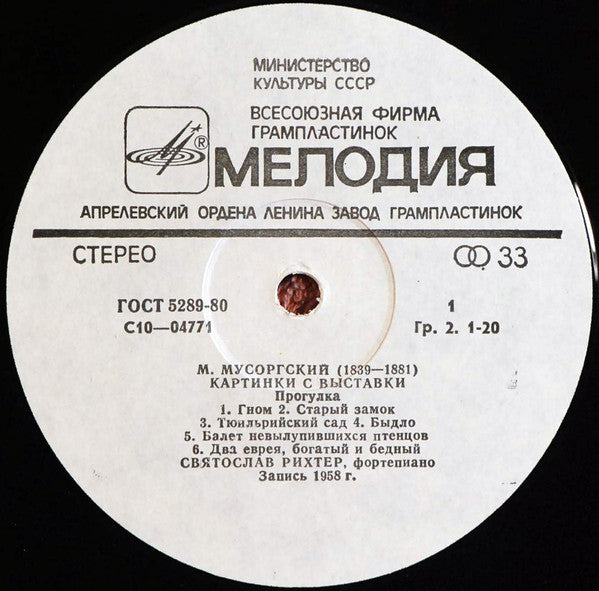 МИНИСТЕРСТВО
КУЛЬТУРЫ СССР
ВСЕСОЮЗНАЯ ФИРМА
ГРАМПЛАСТИНОК
® МЕЛОДИЯ
АПРЕЛЕВСКИЙ ОРДЕНА ЛЕНИНА ЗАВОД ГРАМПЛАСТИНОК
СТЕРЕО 33
ГОСТ 5289-80 1
С10—04771 Гр. 2. 1-20
М. МУСОРГСКИЙ (1839—1881)
КАРТИНКИ С ВЫСТАВКИ
Прогулка
1. Гном 2. Старый замок
3. Тюильрийский сад 4. Быдло
5. Балет невылупившихся птенцов
6. Два еврея, богатый и бедный
СВЯТОСЛАВ РИХТЕР, фортепиано
Запись 1958 г.